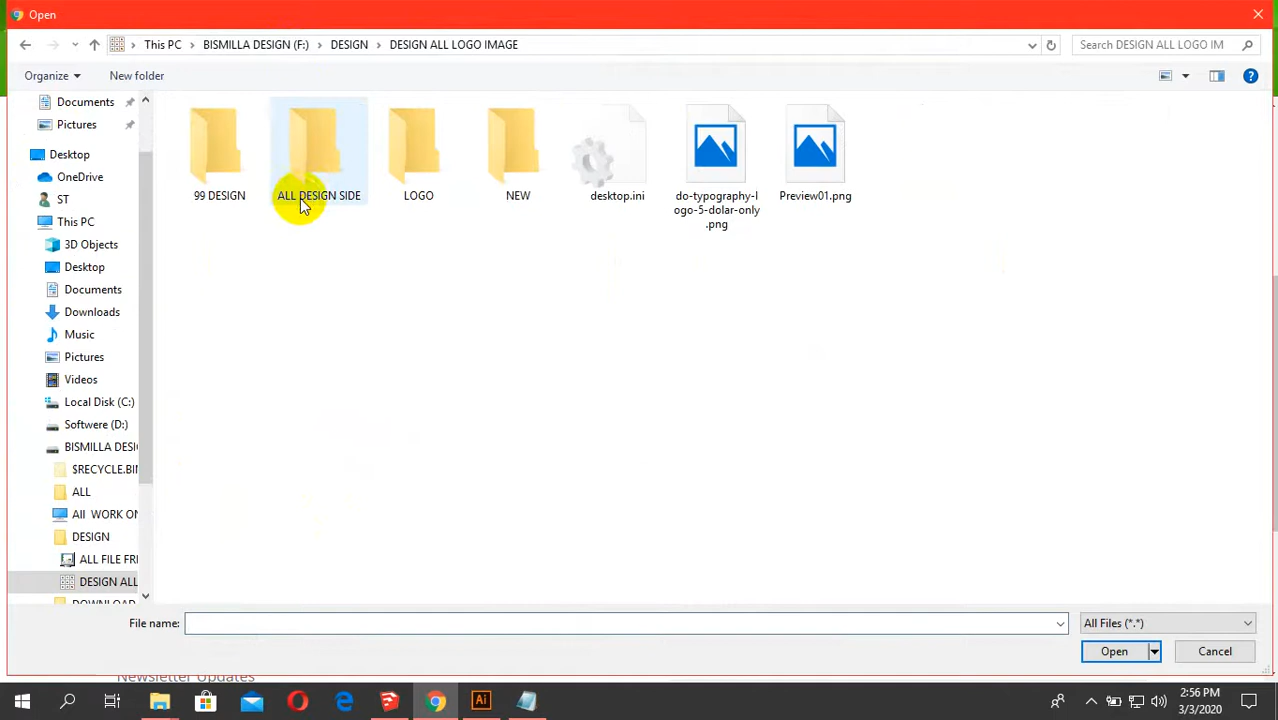 Open
This PC
BISMILLA DESIGN (F:)
DESIGN
DESIGN ALL LOGO IMAGE
Search DESIGN ALL LOGO IM
Organize
New folder
Documents
Pictures
Desktop
OneDrive
ST
This PC
3D Objects
Desktop
Documents
Downloads
Music
Pictures
Videos
Local Disk (C:)
Softwere (D:)
BISMILLA DESI
$RECYCLE.BIN
ALL
All WORK ON
DESIGN
ALL FILE FRI
DESIGN ALL
DOWNLOAD
99 DESIGN
ALL DESIGN SIDE
LOGO
NEW
desktop.ini
do-typography-l
ogo-5-dolar-only
.png
Preview01.png
File name:
All Files (*.*)
Open
Cancel
Newsletter Updates
Ai
2:56 PM
3/3/2020